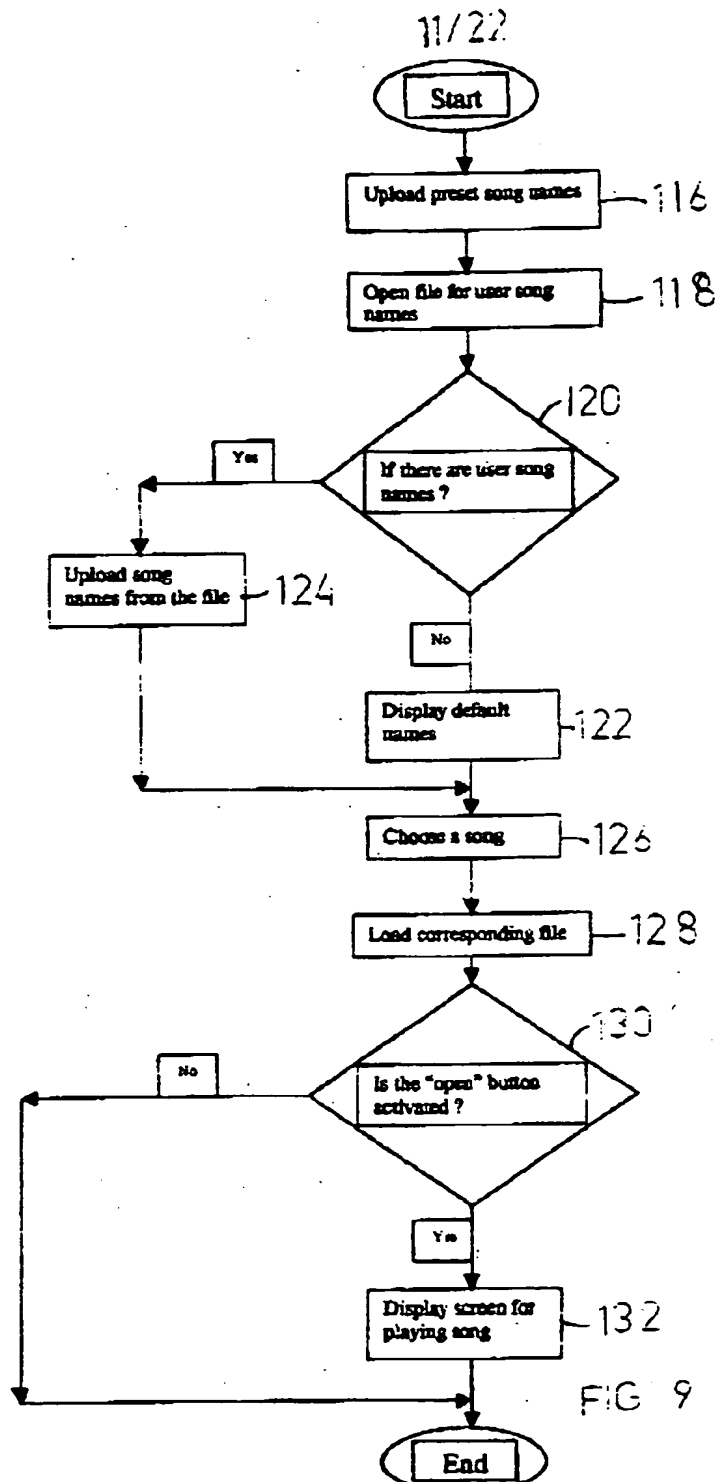 11/22
Start
Upload preset song names
116
Open file for user song
names
118
120
Yes
If there are user song
names ?
Upload song
names from the file
124
No
Display default
names
122
Choose a song
126
Load corresponding file
128
130
No
Is the "open" button
activated ?
Yes
Display screen for
playing song
132
FIG 9
End